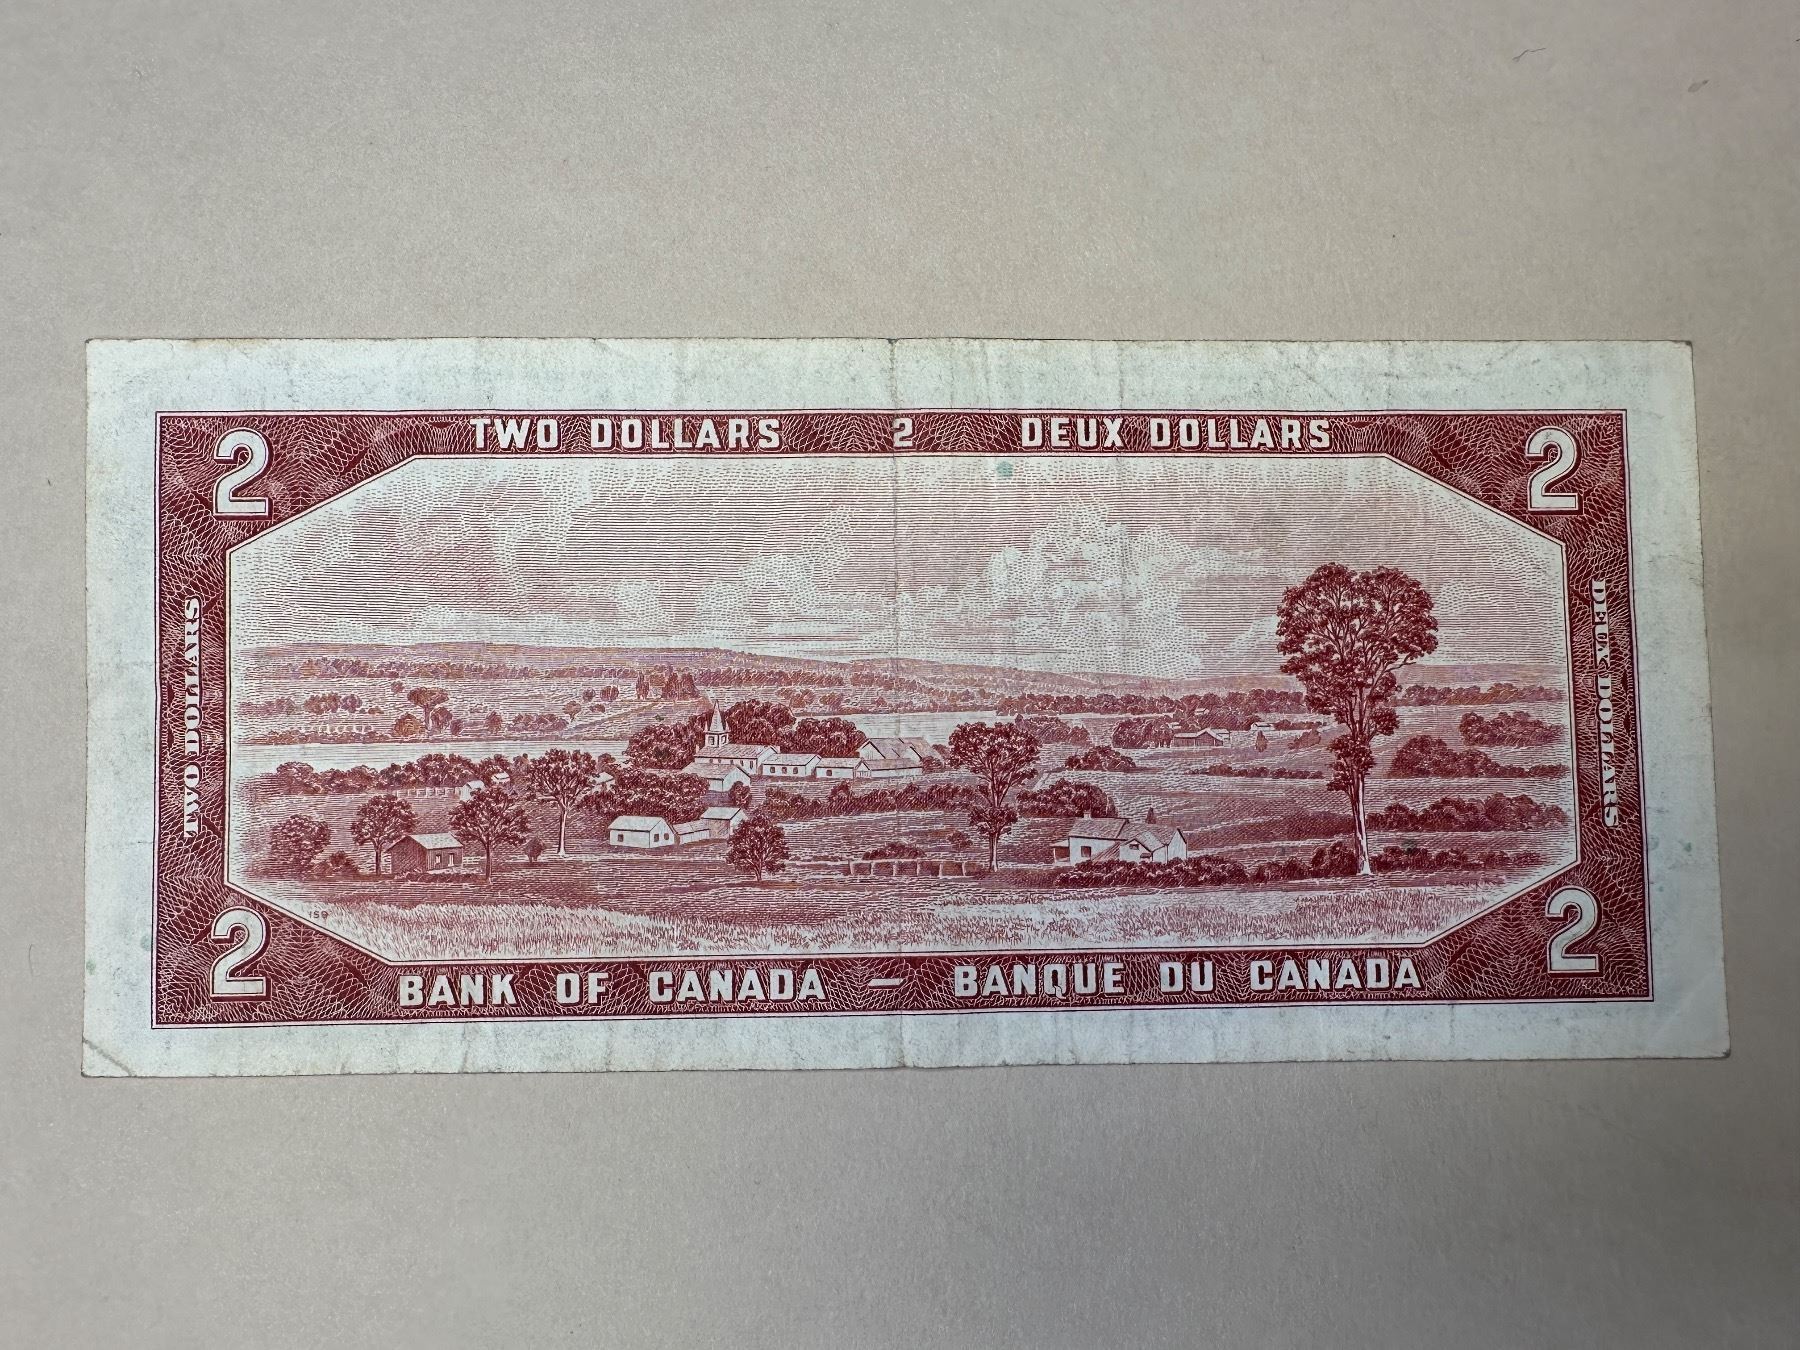 TWO DOLLARS 2 DEUX DOLLARS
2 2
TWO DOLLARS
DEUX DOLLARS
2 2
BANK OF CANADA – BANQUE DU CANADA